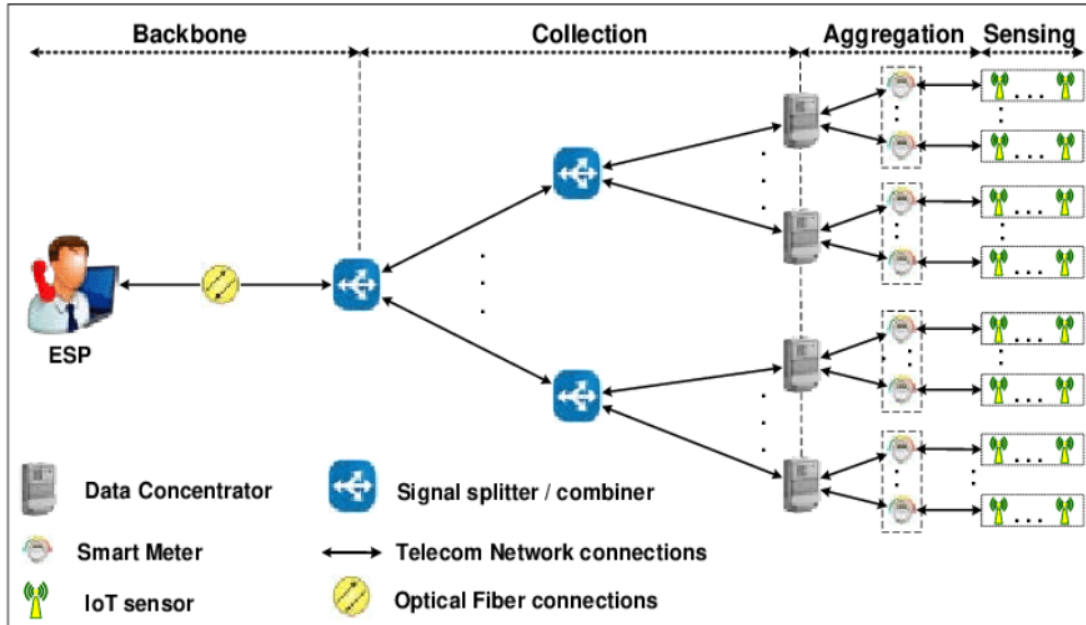 Backbone
Collection
Aggregation
Sensing
ESP
Data Concentrator
Signal splitter / combiner
Smart Meter
Telecom Network connections
IoT sensor
Optical Fiber connections